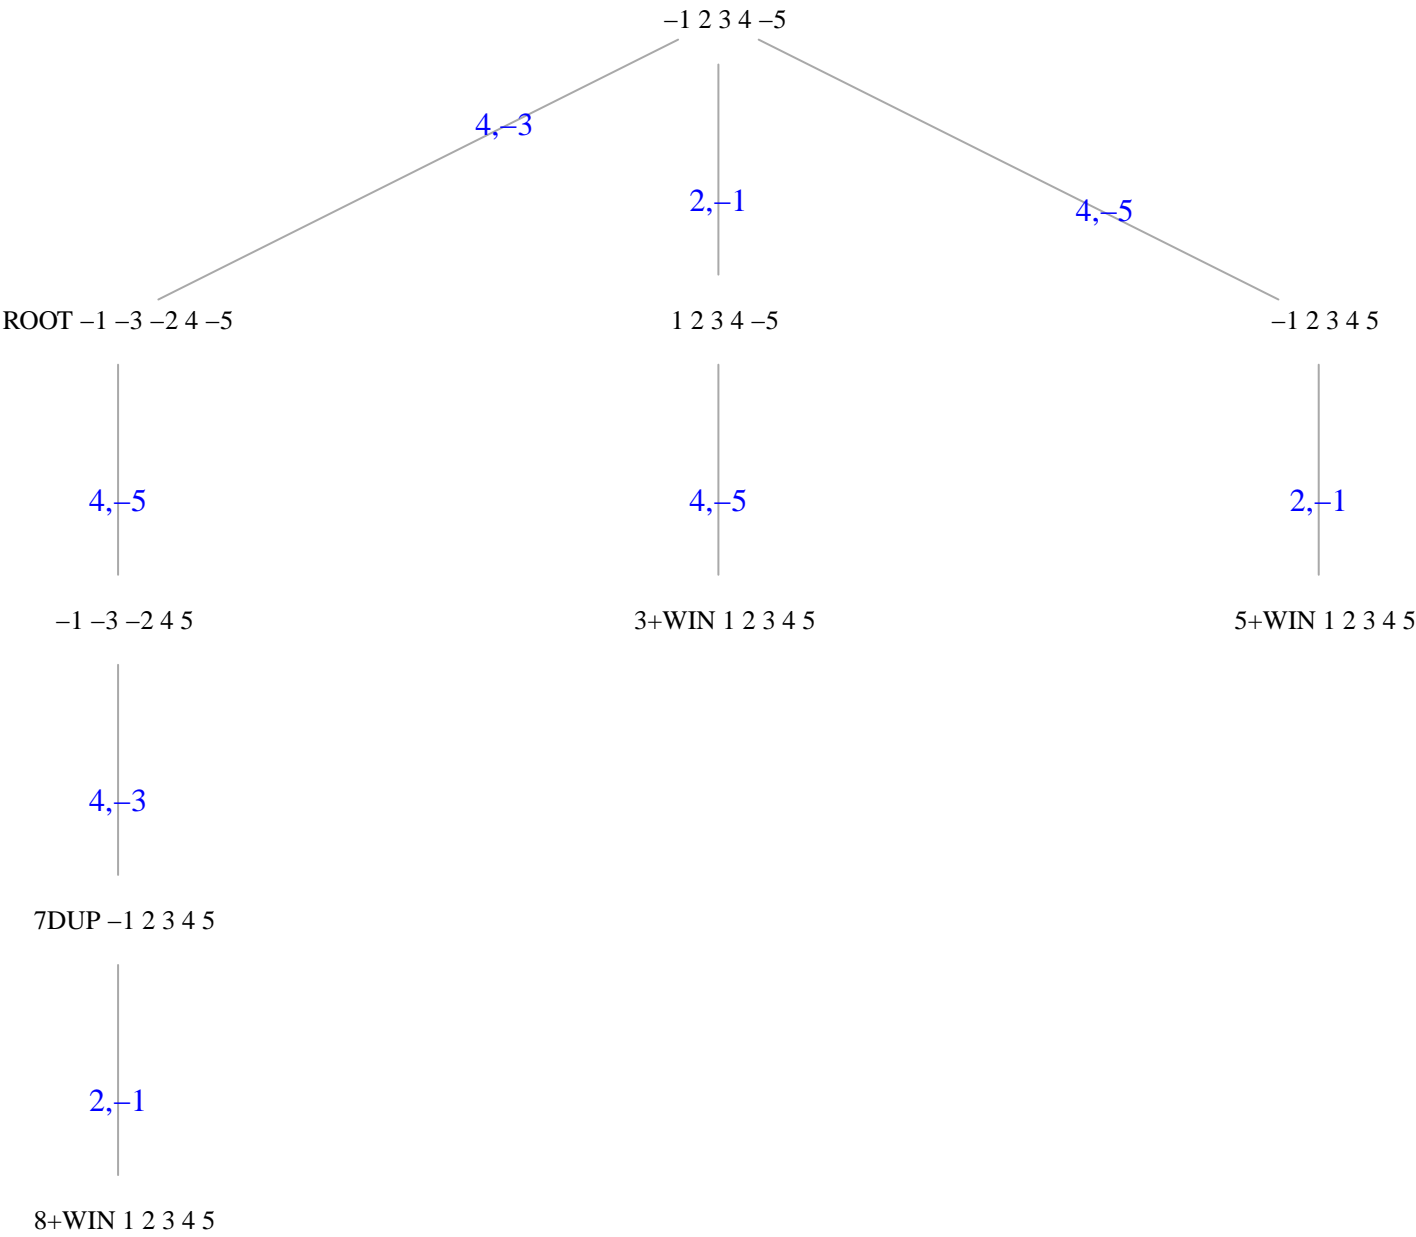 –1 2 3 4 –5
4,–3
2,–1
4,–5
ROOT –1 –3 –2 4 –5
1 2 3 4 –5
–1 2 3 4 5
4,–5
4,–5
2,–1
–1 –3 –2 4 5
3+WIN 1 2 3 4 5
5+WIN 1 2 3 4 5
4,–3
7DUP –1 2 3 4 5
2,–1
8+WIN 1 2 3 4 5